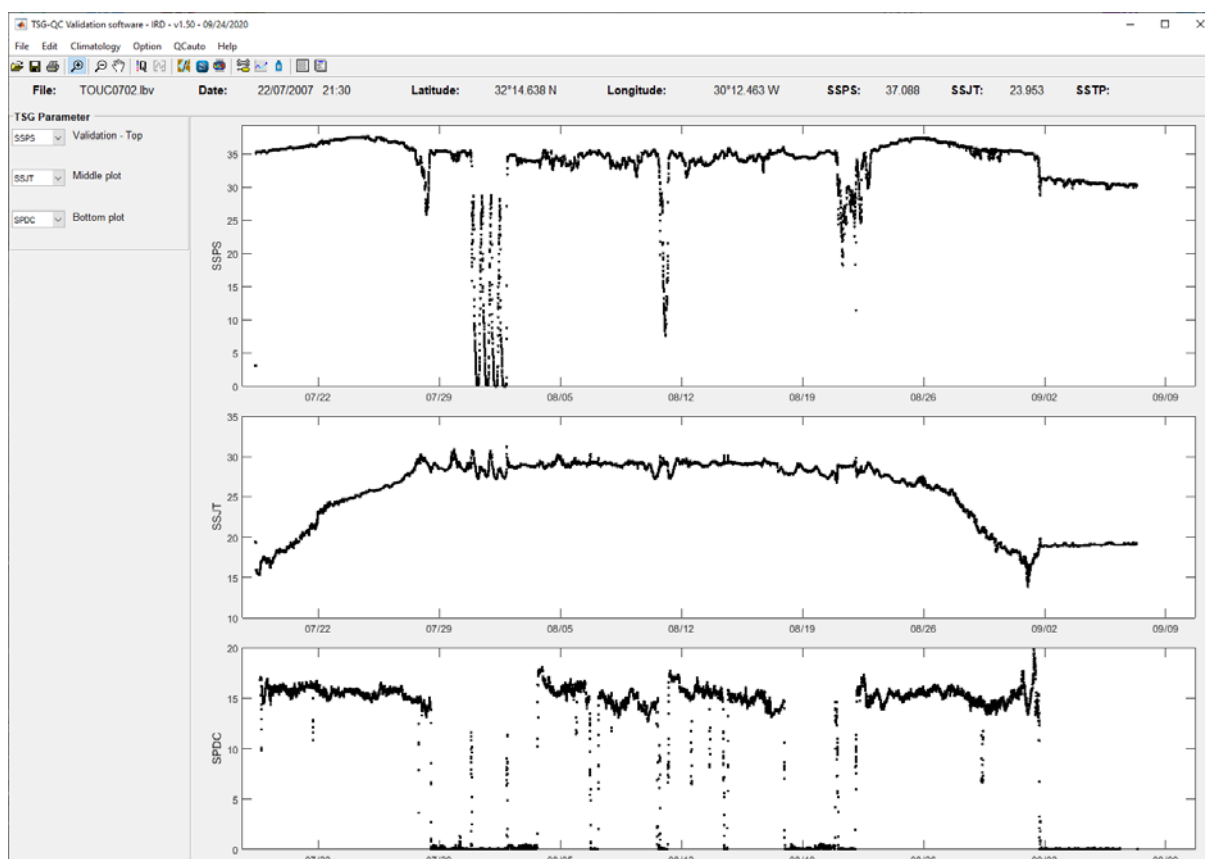 TSG-QC Validation software - IRD - v1.50 - 09/24/2020
File Edit Climatology Option QCauto Help
File: TOUC0702.lbv Date: 22/07/2007 21:30 Latitude: 32°14.638 N Longitude: 30°12.463 W SSPS: 37.088 SSJT: 23.953 SSTP:
TSG Parameter
SSPS Validation - Top
SSJT Middle plot
SPDC Bottom plot
SSPS
35
30
25
20
15
10
5
0
07/22 07/29 08/05 08/12 08/19 08/26 09/02 09/09
SSJT
35
30
25
20
15
10
07/22 07/29 08/05 08/12 08/19 08/26 09/02 09/09
SPDC
20
15
10
5
0